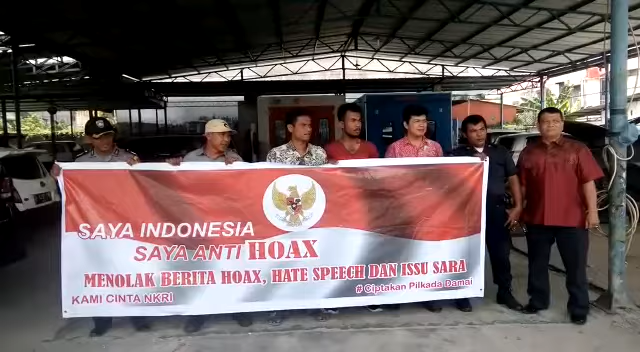 SAYA INDONESIA
SAYA ANTI HOAX
MENOLAK BERITA HOAX, HATE SPEECH DAN ISSU SARA
KAMI CINTA NKRI
# Ciptakan Pilkada Damai